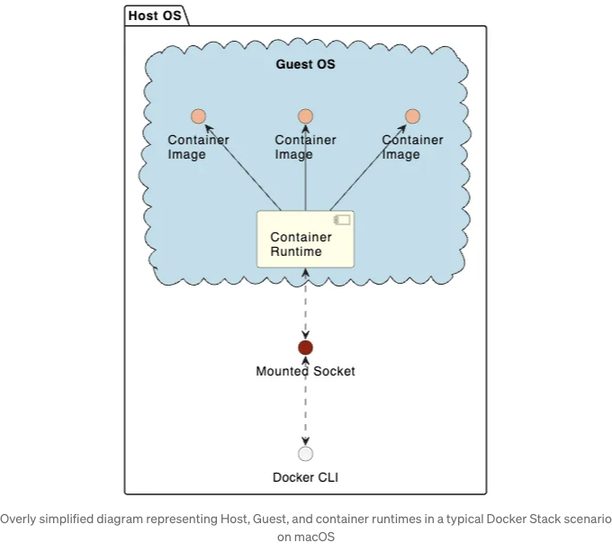 Host OS
Guest OS
Container
Image
Container
Image
Container
Image
Container
Runtime
Mounted Socket
Docker CLI
Overly simplified diagram representing Host, Guest, and container runtimes in a typical Docker Stack scenario
on macOS